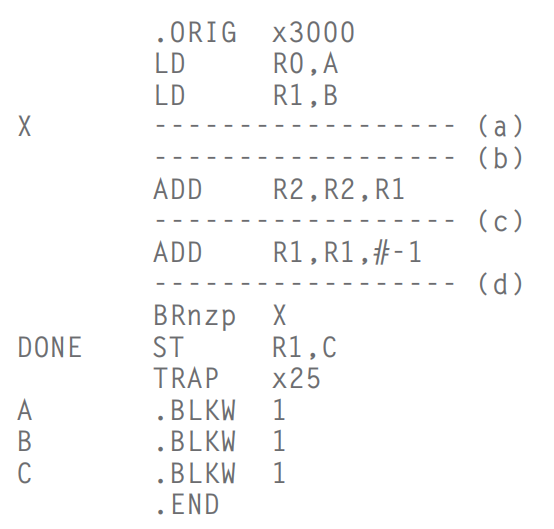 .ORIG x3000
LD R0,A
LD R1,B
X ------------------ (a)
------------------ (b)
ADD R2,R2,R1
------------------ (c)
ADD R1,R1,#-1
------------------ (d)
BRnzp X
DONE ST R1,C
TRAP x25
A .BLKW 1
B .BLKW 1
C .BLKW 1
.END